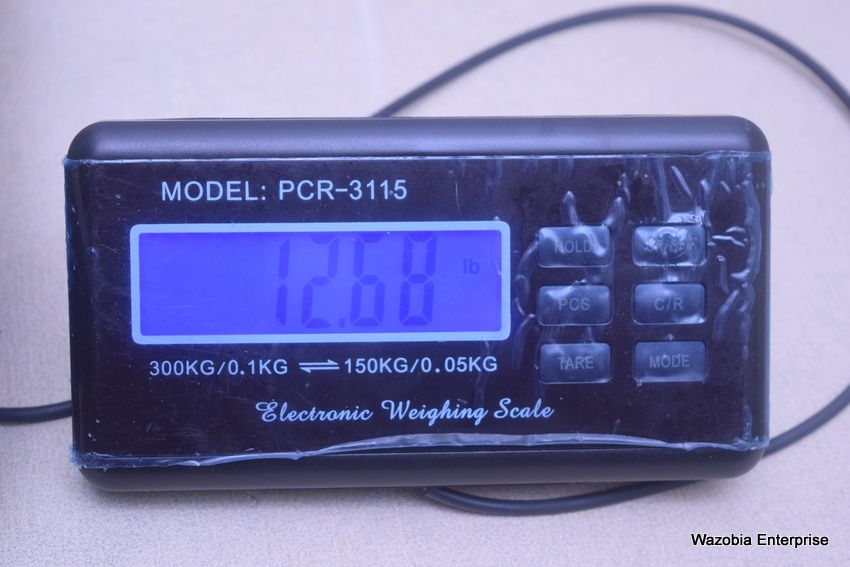 MODEL: PCR-3115
12.68 lb
HOLD
PCS C/R
TARE MODE
300KG/0.1KG ⇌ 150KG/0.05KG
Electronic Weighing Scale
Wazobia Enterprise